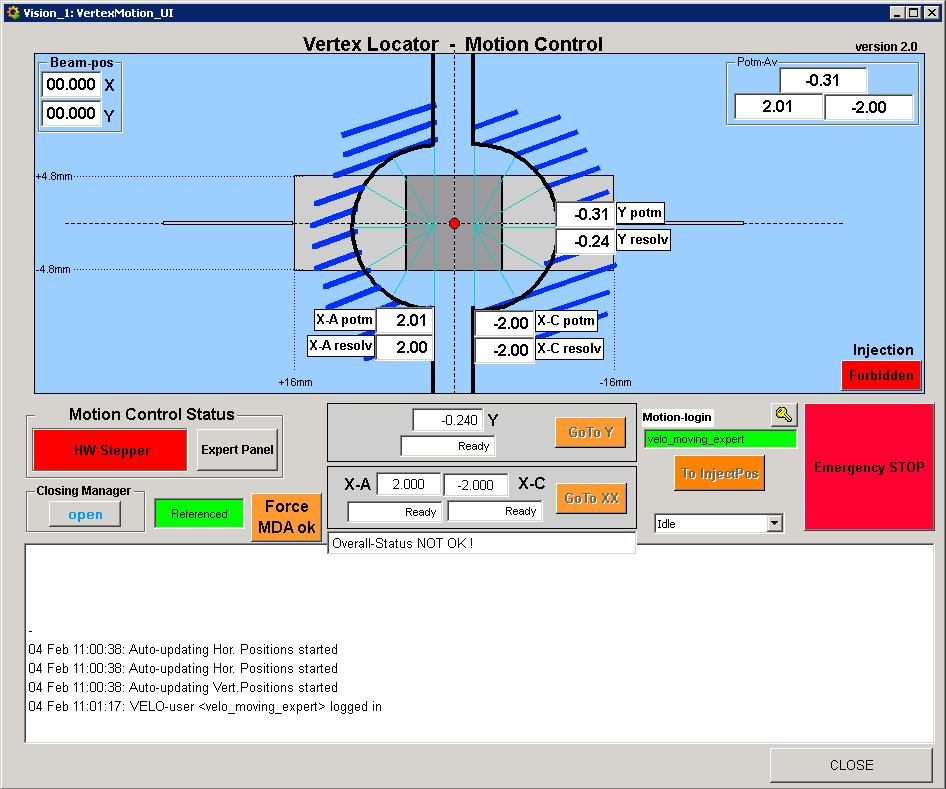 Vision_1: VertexMotion_UI
Vertex Locator - Motion Control
version 2.0
Beam-pos
00.000 X
00.000 Y
Potm-Av
-0.31
2.01 -2.00
+4.8mm
-4.8mm
-0.31 Y potm
-0.24 Y resolv
X-A potm 2.01
X-A resolv 2.00
-2.00 X-C potm
-2.00 X-C resolv
+16mm
-16mm
Injection
Forbidden
Motion Control Status
HW Stepper
Expert Panel
Closing Manager
open
Referenced
Force
MDA ok
-0.240 Y
Ready
GoTo Y
X-A 2.000 -2.000 X-C
Ready Ready
GoTo XX
Overall-Status NOT OK !
Motion-login
velo_moving_expert
To InjectPos
Idle
Emergency STOP
-
04 Feb 11:00:38: Auto-updating Hor. Positions started
04 Feb 11:00:38: Auto-updating Hor. Positions started
04 Feb 11:00:38: Auto-updating Vert.Positions started
04 Feb 11:01:17: VELO-user <velo_moving_expert> logged in
CLOSE